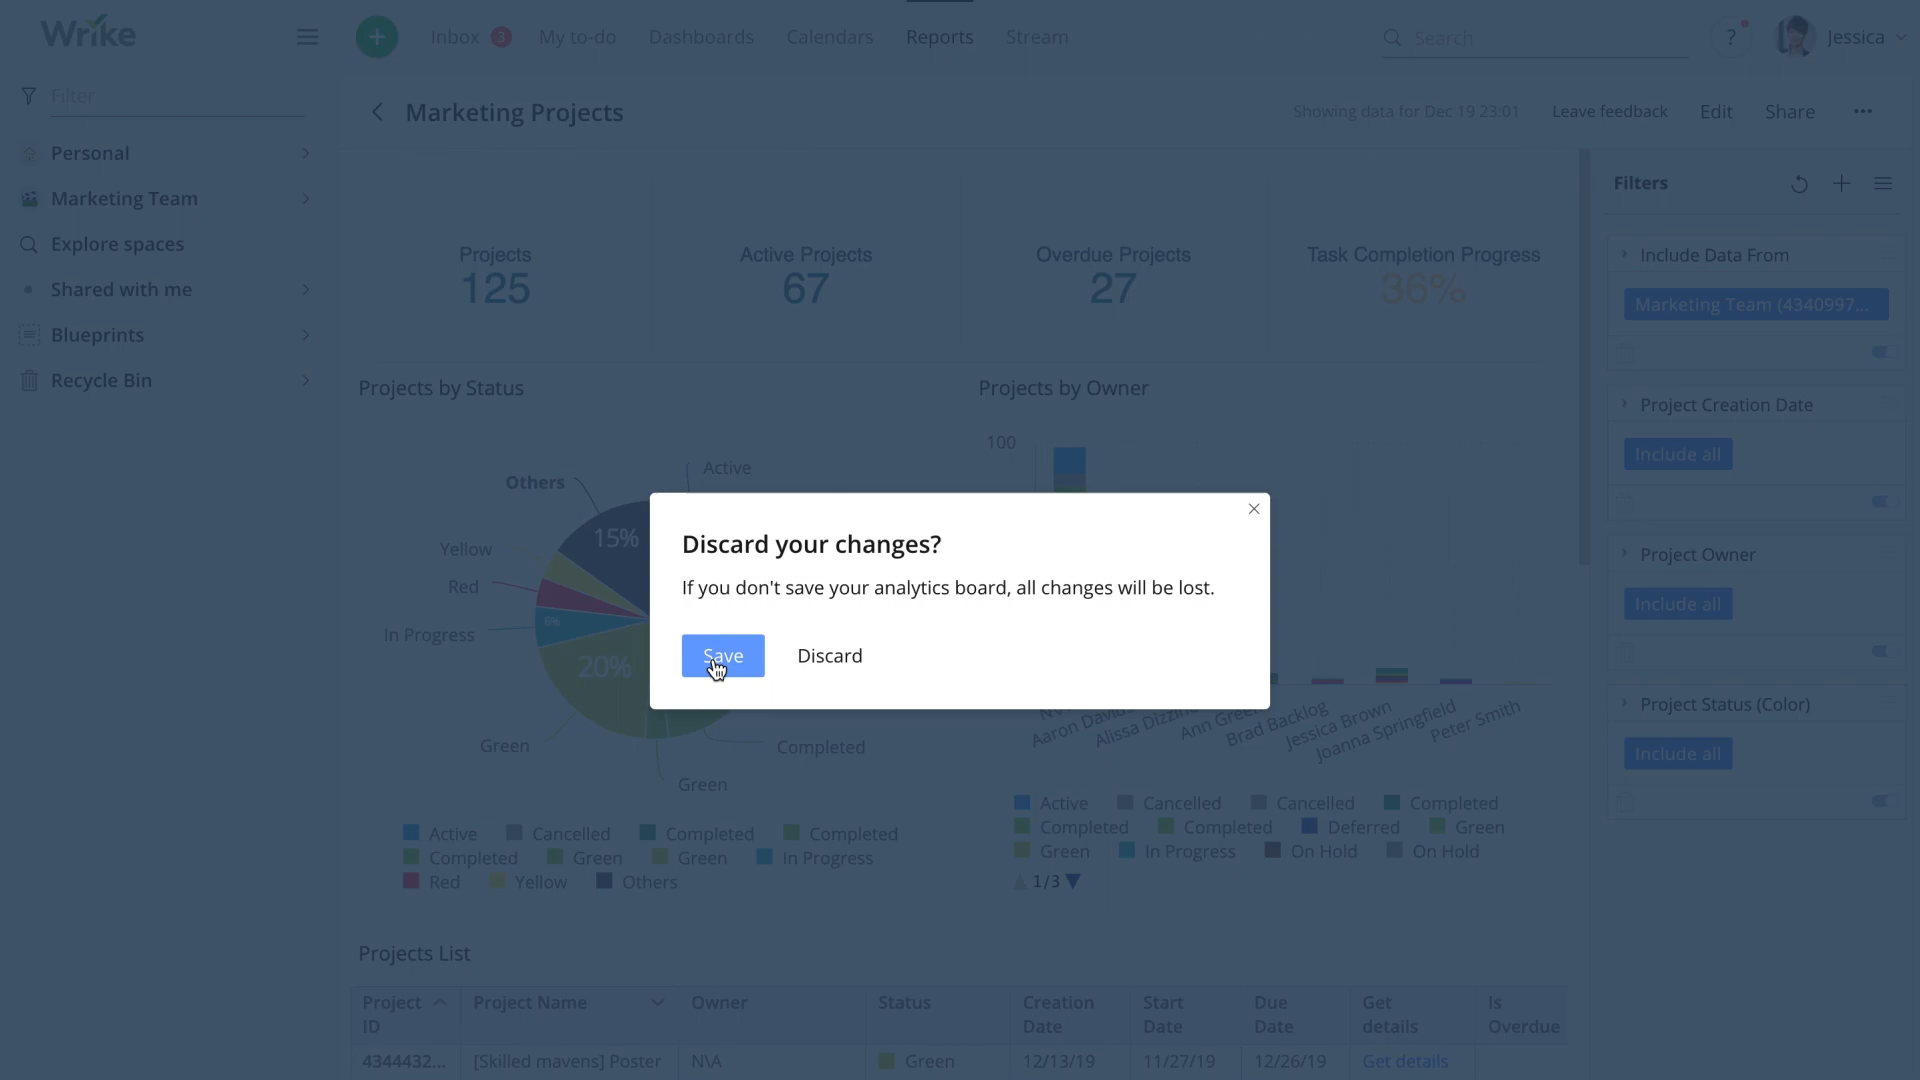 Wrike
Inbox 3 My to-do Dashboards Calendars Reports Stream
Search
?
Jessica
Filter
Personal
Marketing Team
Explore spaces
Shared with me
Blueprints
Recycle Bin
Marketing Projects
Showing data for Dec 19 23:01 Leave feedback Edit Share
Projects
125
Active Projects
67
Overdue Projects
27
Task Completion Progress
36%
Filters
Include Data From
Marketing Team (4340997...
Project Creation Date
Include all
Project Owner
Include all
Project Status (Color)
Include all
Projects by Status
Active
Others
15%
Yellow
Red
In Progress
6%
20%
Green
Completed
Green
Active Cancelled Completed Completed
Completed Green Green In Progress
Red Yellow Others
Projects by Owner
100
Aaron
Alissa
Ann
Brad Backlog
Jessica Brown
Joanna Springfield
Peter Smith
Active Cancelled Cancelled Completed
Completed Completed Deferred Green
Green In Progress On Hold On Hold
1/3
Discard your changes?
If you don't save your analytics board, all changes will be lost.
Save Discard
Projects List
Project ID
Project Name
Owner
Status
Creation Date
Start Date
Due Date
Get details
Is Overdue
4344432... [Skilled mavens] Poster N\A Green 12/13/19 11/27/19 12/26/19 Get details